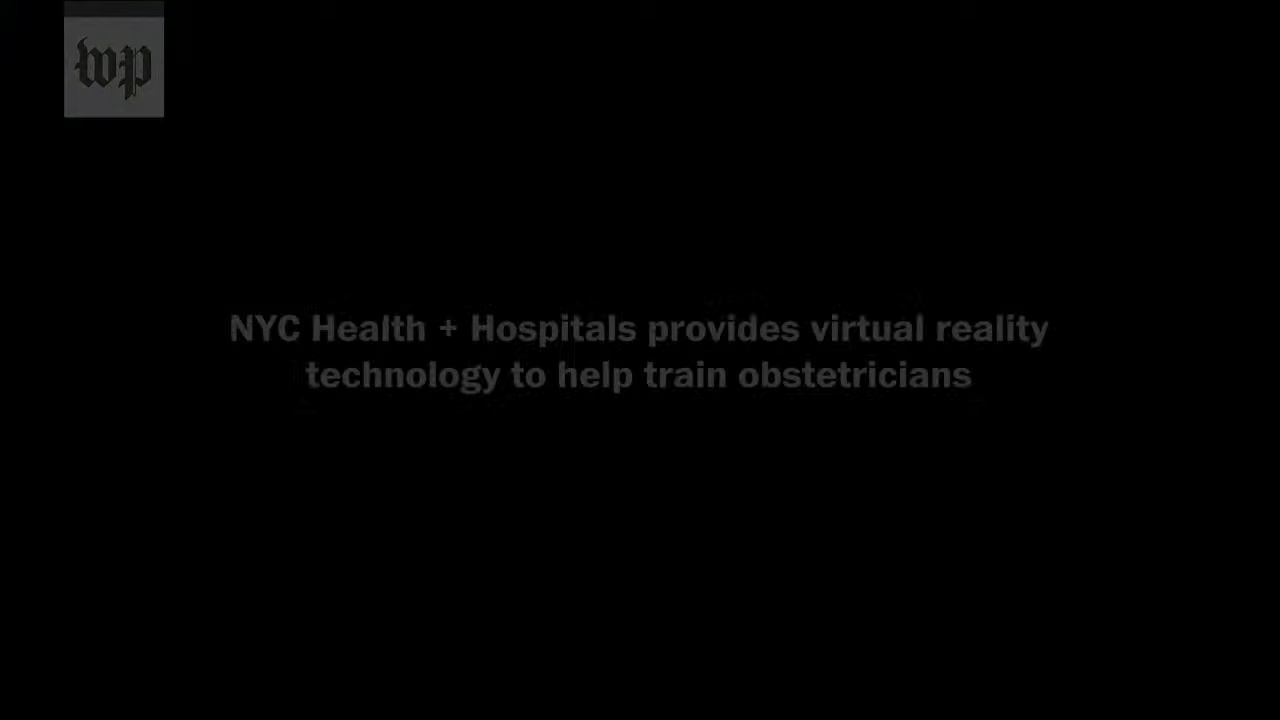 wp
NYC Health + Hospitals provides virtual reality
technology to help train obstetricians